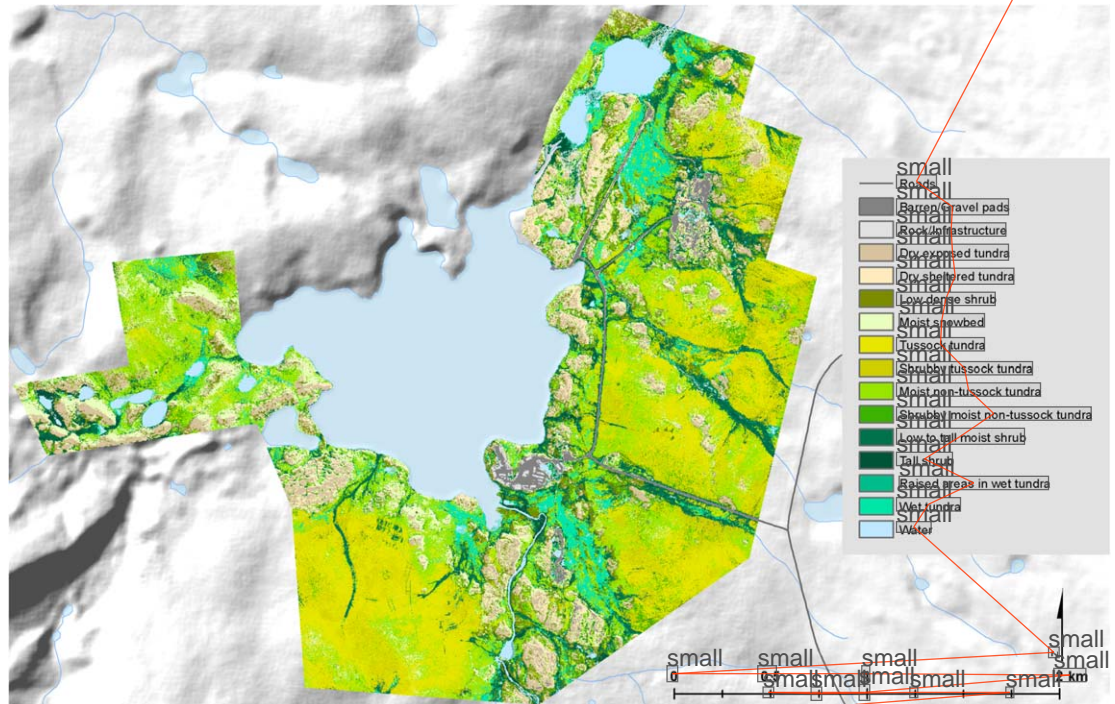 small
Roads
small
Barren/Gravel pads
small
Rock/Infrastructure
small
Dry exposed tundra
small
Dry sheltered tundra
small
Low dense shrub
small
Moist snowbed
small
Tussock tundra
small
Shrubby tussock tundra
small
Moist non-tussock tundra
small
Shrubby moist non-tussock tundra
small
Low to tall moist shrub
small
Tall shrub
small
Raised areas in wet tundra
small
Wet tundra
small
Water
small
small small small small
0 0.5 2 km
small small small small small